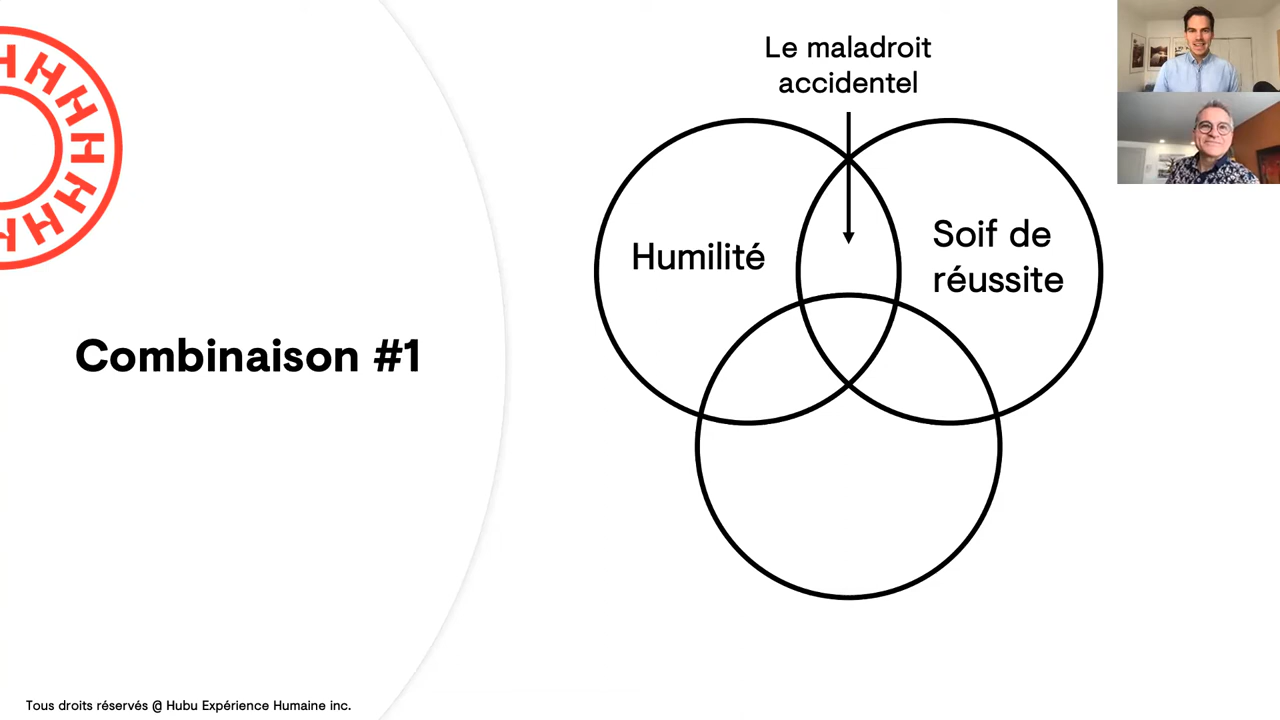 Combinaison #1
Le maladroit
accidentel
Humilité
Soif de
réussite
Tous droits réservés @ Hubu Expérience Humaine inc.